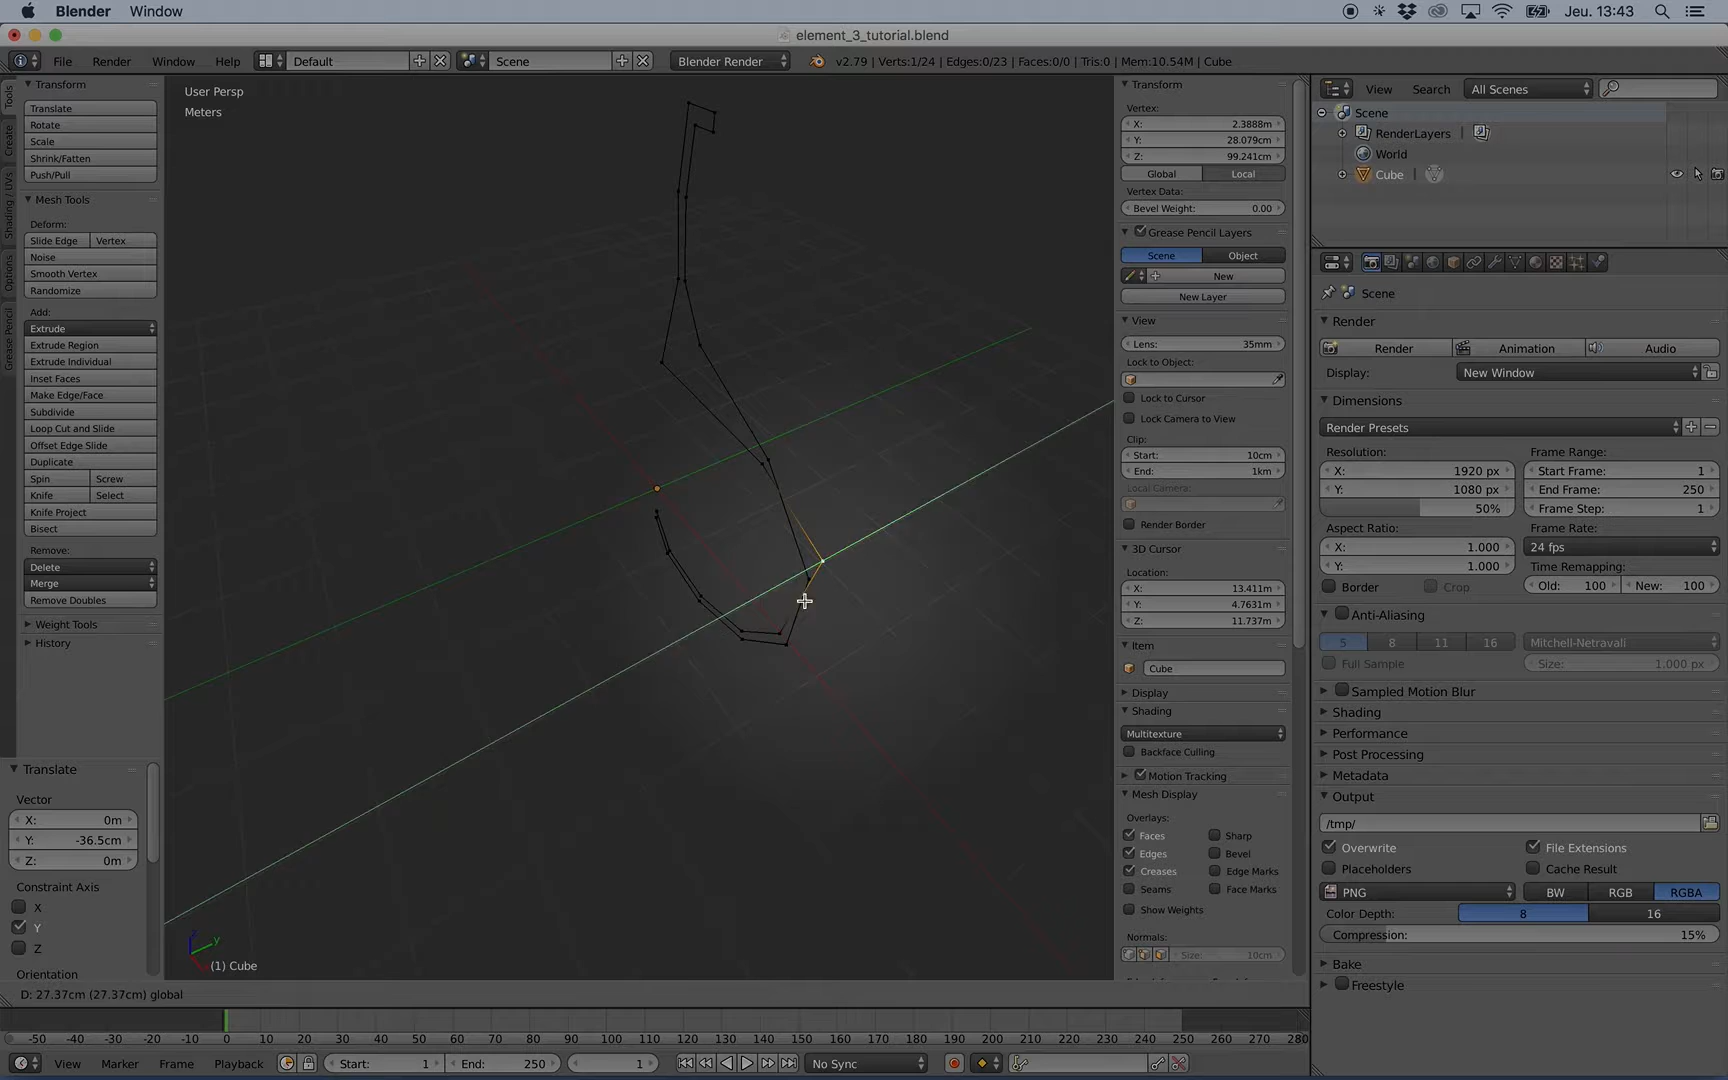 Blender Window Jeu. 13:43
element_3_tutorial.blend
File Render Window Help Default Scene Blender Render v2.79 | Verts:1/24 | Edges:0/23 | Faces:0/0 | Tris:0 | Mem:10.54M | Cube
Tools
Create
Shading / UVs
Options
Grease Pencil
Transform
Translate
Rotate
Scale
Shrink/Fatten
Push/Pull
Mesh Tools
Deform:
Slide Edge Vertex
Noise
Smooth Vertex
Randomize
Add:
Extrude
Extrude Region
Extrude Individual
Inset Faces
Make Edge/Face
Subdivide
Loop Cut and Slide
Offset Edge Slide
Duplicate
Spin Screw
Knife Select
Knife Project
Bisect
Remove:
Delete
Merge
Remove Doubles
Weight Tools
History
Translate
Vector
X: 0m
Y: -36.5cm
Z: 0m
Constraint Axis
X
Y
Z
Orientation
User Persp
Meters
z
y
(1) Cube
D: 27.37cm (27.37cm) global
Transform
Vertex:
X: 2.3888m
Y: 28.079cm
Z: 99.241cm
Global Local
Vertex Data:
Bevel Weight: 0.00
Grease Pencil Layers
Scene Object
New
New Layer
View
Lens: 35mm
Lock to Object:
Lock to Cursor
Lock Camera to View
Clip:
Start: 10cm
End: 1km
Local Camera:
Render Border
3D Cursor
Location:
X: 13.411m
Y: 4.7631m
Z: 11.737m
Item
Cube
Display
Shading
Multitexture
Backface Culling
Motion Tracking
Mesh Display
Overlays:
Faces Sharp
Edges Bevel
Creases Edge Marks
Seams Face Marks
Show Weights
Normals:
Size: 10cm
View Search All Scenes
Scene
RenderLayers |
World
Cube |
Scene
Render
Render Animation Audio
Display: New Window
Dimensions
Render Presets
Resolution: Frame Range:
X: 1920 px Start Frame: 1
Y: 1080 px End Frame: 250
50% Frame Step: 1
Aspect Ratio: Frame Rate:
X: 1.000 24 fps
Y: 1.000 Time Remapping:
Border Crop Old: 100 New: 100
Anti-Aliasing
5 8 11 16 Mitchell-Netravali
Full Sample Size: 1.000 px
Sampled Motion Blur
Shading
Performance
Post Processing
Metadata
Output
/tmp/
Overwrite File Extensions
Placeholders Cache Result
PNG BW RGB RGBA
Color Depth: 8 16
Compression: 15%
Bake
Freestyle
-50 -40 -30 -20 -10 0 10 20 30 40 50 60 70 80 90 100 110 120 130 140 150 160 170 180 190 200 210 220 230 240 250 260 270 280
View Marker Frame Playback Start: 1 End: 250 1 No Sync